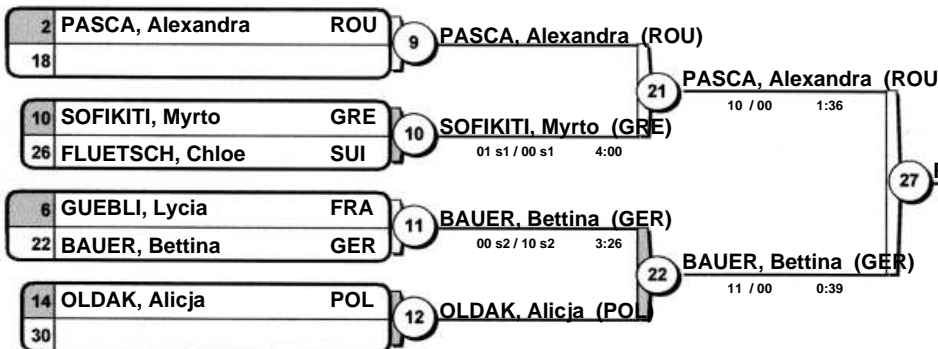 2 PASCA, Alexandra ROU
18
9
PASCA, Alexandra (ROU)
10 SOFIKITI, Myrto GRE
26 FLUETSCH, Chloe SUI
10
SOFIKITI, Myrto (GRE)
01 s1 / 00 s1 4:00
21
PASCA, Alexandra (ROU
10 / 00 1:36
6 GUEBLI, Lycia FRA
22 BAUER, Bettina GER
11
BAUER, Bettina (GER)
00 s2 / 10 s2 3:26
14 OLDAK, Alicja POL
30
12
OLDAK, Alicja (POL)
22
BAUER, Bettina (GER)
11 / 00 0:39
27